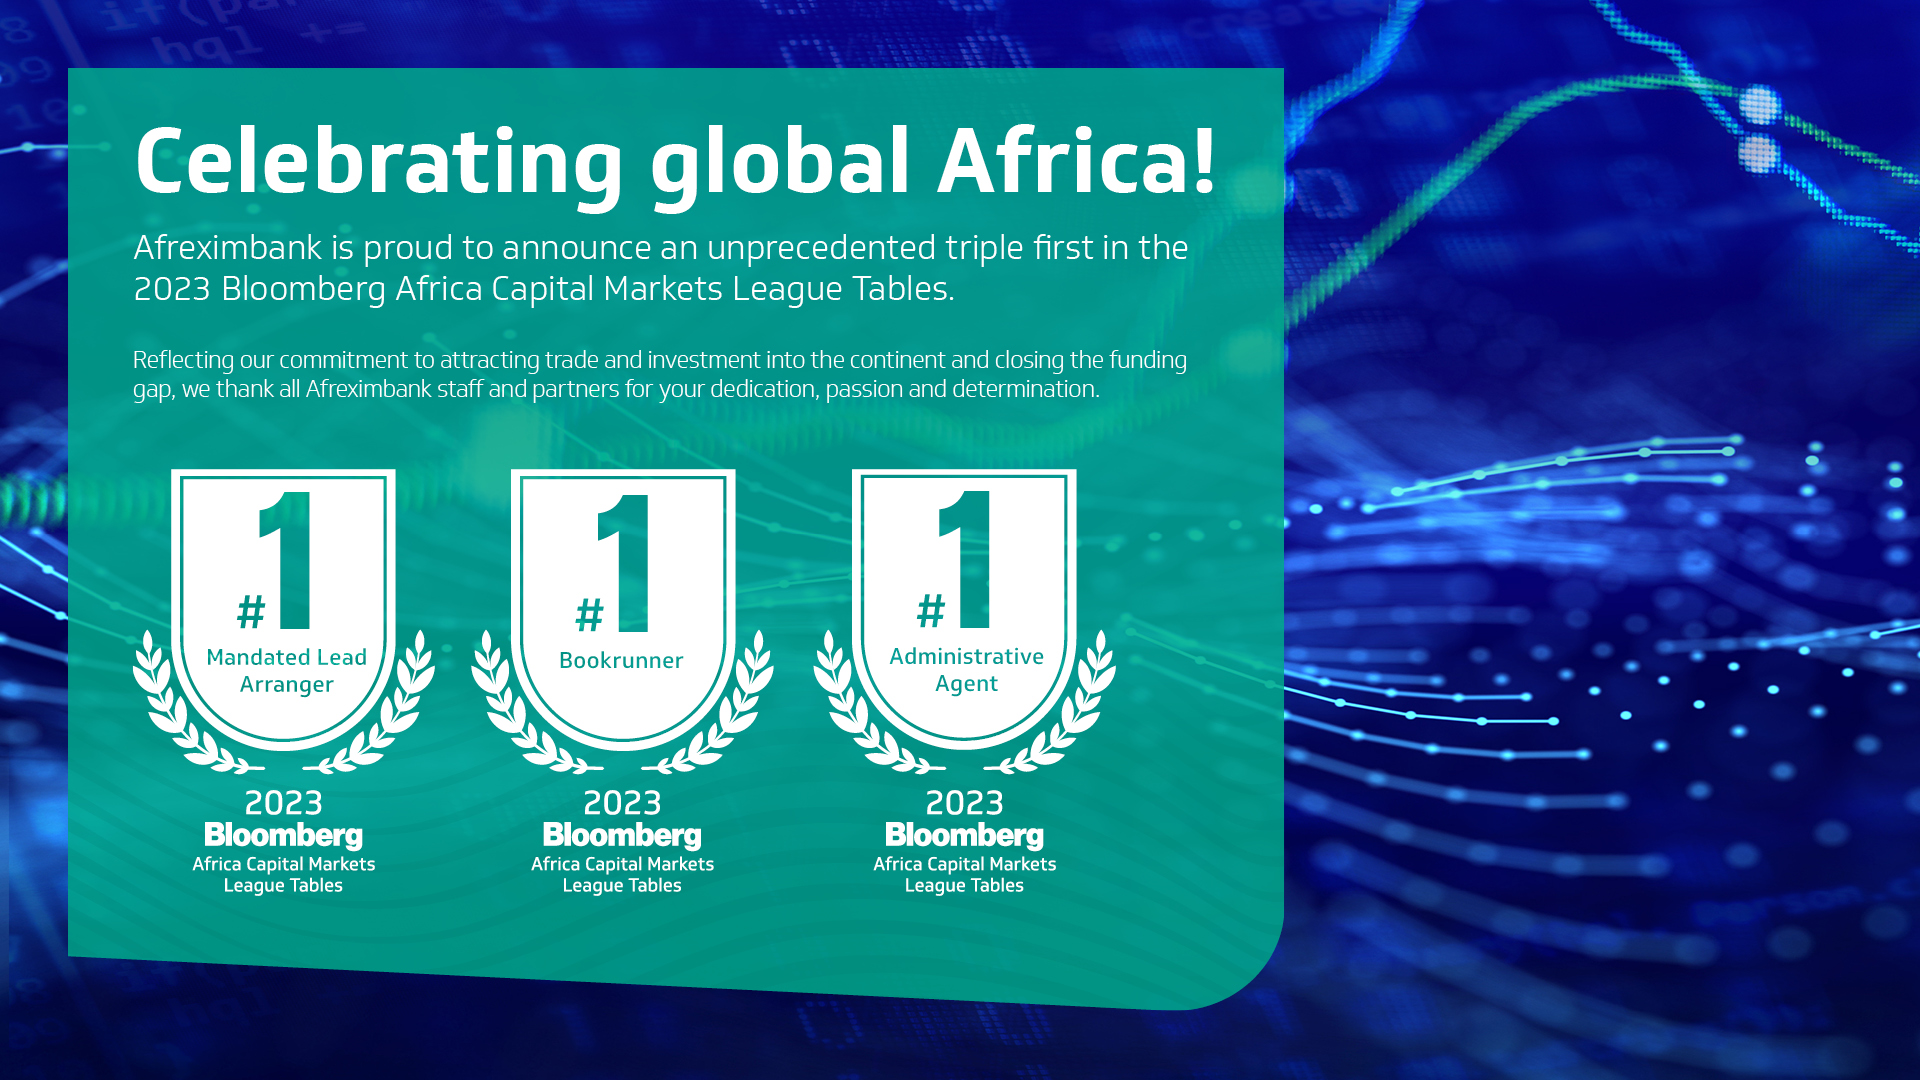 Celebrating global Africa!
Afreximbank is proud to announce an unprecedented triple first in the
2023 Bloomberg Africa Capital Markets League Tables.
Reflecting our commitment to attracting trade and investment into the continent and closing the funding
gap, we thank all Afreximbank staff and partners for your dedication, passion and determination.
#1
Mandated Lead
Arranger
2023
Bloomberg
Africa Capital Markets
League Tables
#1
Bookrunner
2023
Bloomberg
Africa Capital Markets
League Tables
#1
Administrative
Agent
2023
Bloomberg
Africa Capital Markets
League Tables